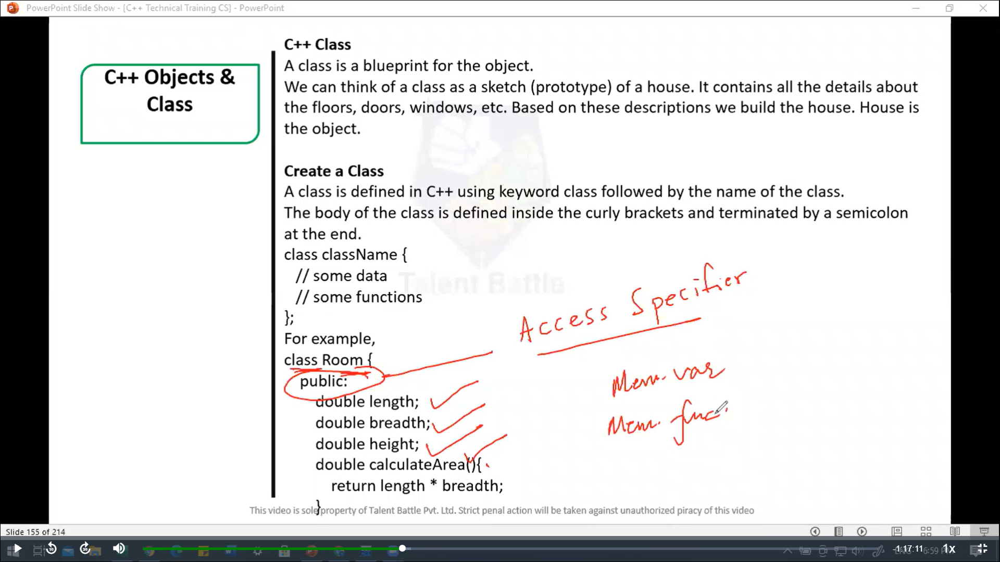 PowerPoint Slide Show - [C++ Technical Training CS] - PowerPoint
C++ Objects &
Class
C++ Class
A class is a blueprint for the object.
We can think of a class as a sketch (prototype) of a house. It contains all the details about
the floors, doors, windows, etc. Based on these descriptions we build the house. House is
the object.
Create a Class
A class is defined in C++ using keyword class followed by the name of the class.
The body of the class is defined inside the curly brackets and terminated by a semicolon
at the end.
class className {
// some data
// some functions
};
For example,
class Room {
public:
double length;
double breadth;
double height;
double calculateArea(){
return length * breadth;
}
Talent Battle
Access Specifier
Mem. var
Mem. func.
This video is sole property of Talent Battle Pvt. Ltd. Strict penal action will be taken against unauthorized piracy of this video
Slide 155 of 214
10
30
-1:17:11
1x